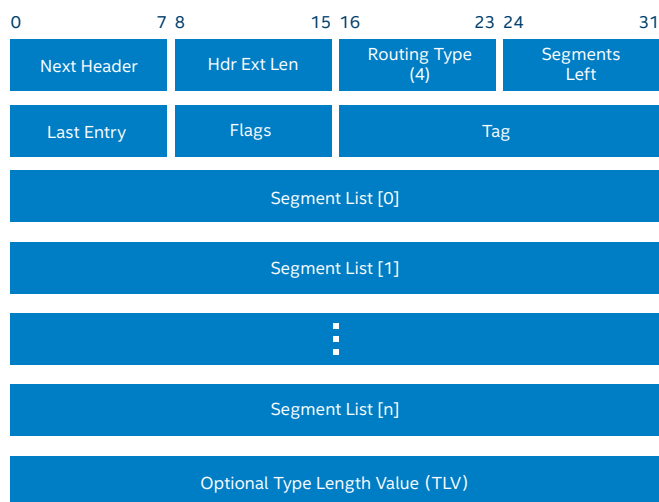 0 7 8 15 16 23 24 31
Next Header Hdr Ext Len Routing Type (4) Segments Left
Last Entry Flags Tag
Segment List [0]
Segment List [1]
Segment List [n]
Optional Type Length Value (TLV)